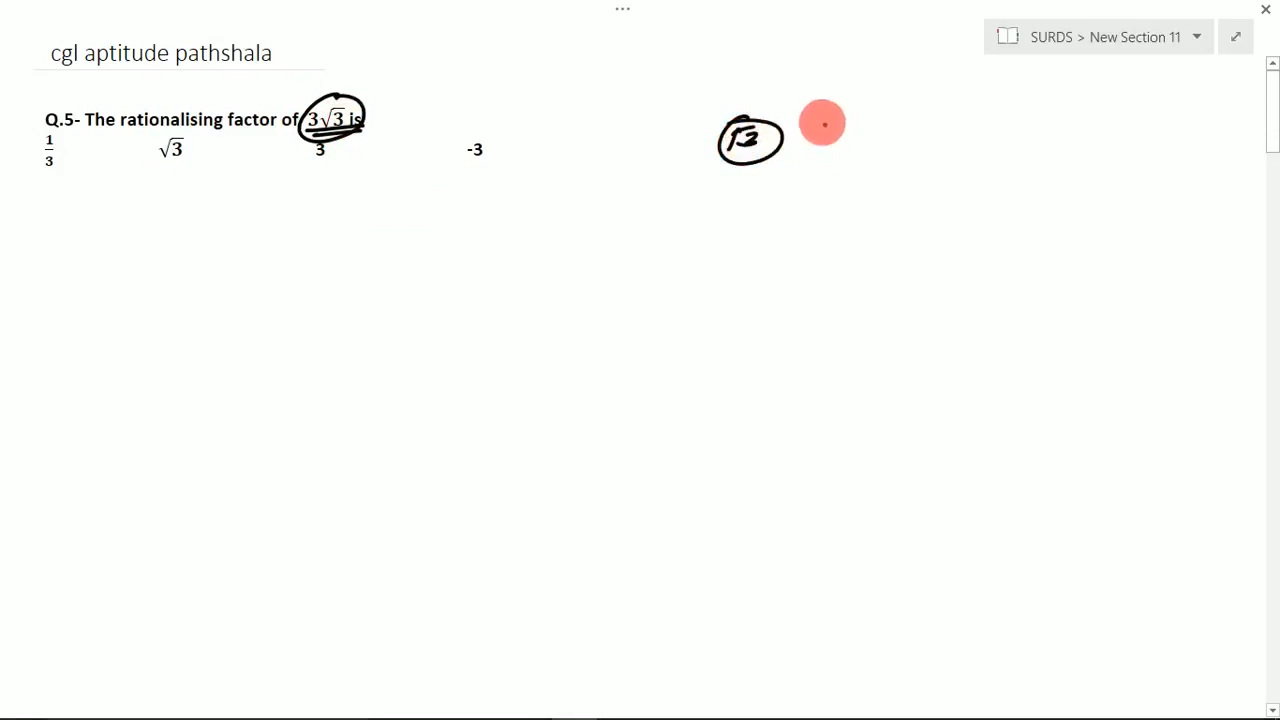 ...
SURDS > New Section 11
cgl aptitude pathshala
Q.5- The rationalising factor of 3√3 is
1/3 √3 3 -3